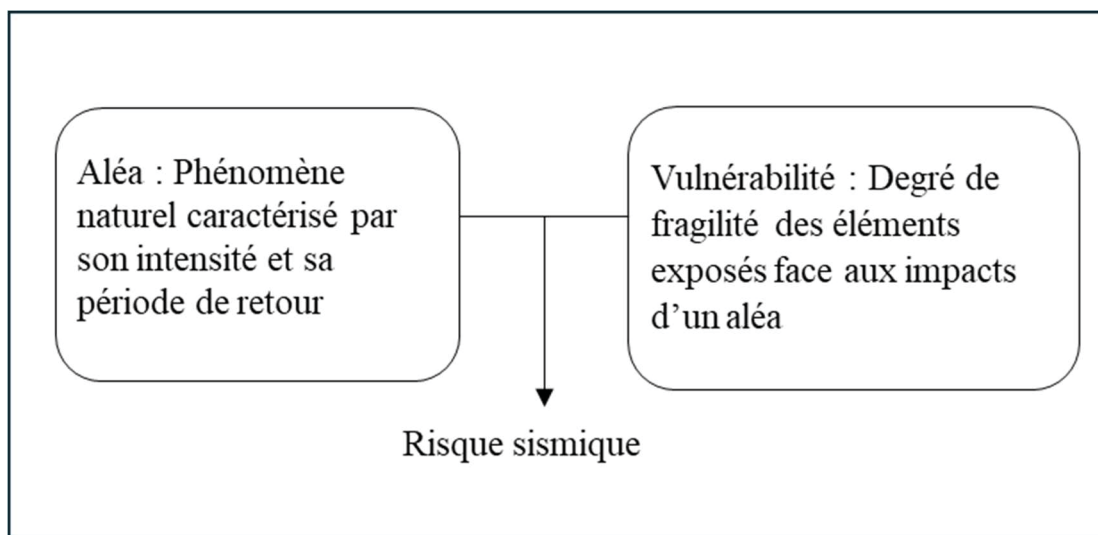 Aléa : Phénomène
naturel caractérisé par
son intensité et sa
période de retour
Vulnérabilité : Degré de
fragilité des éléments
exposés face aux impacts
d’un aléa
Risque sismique